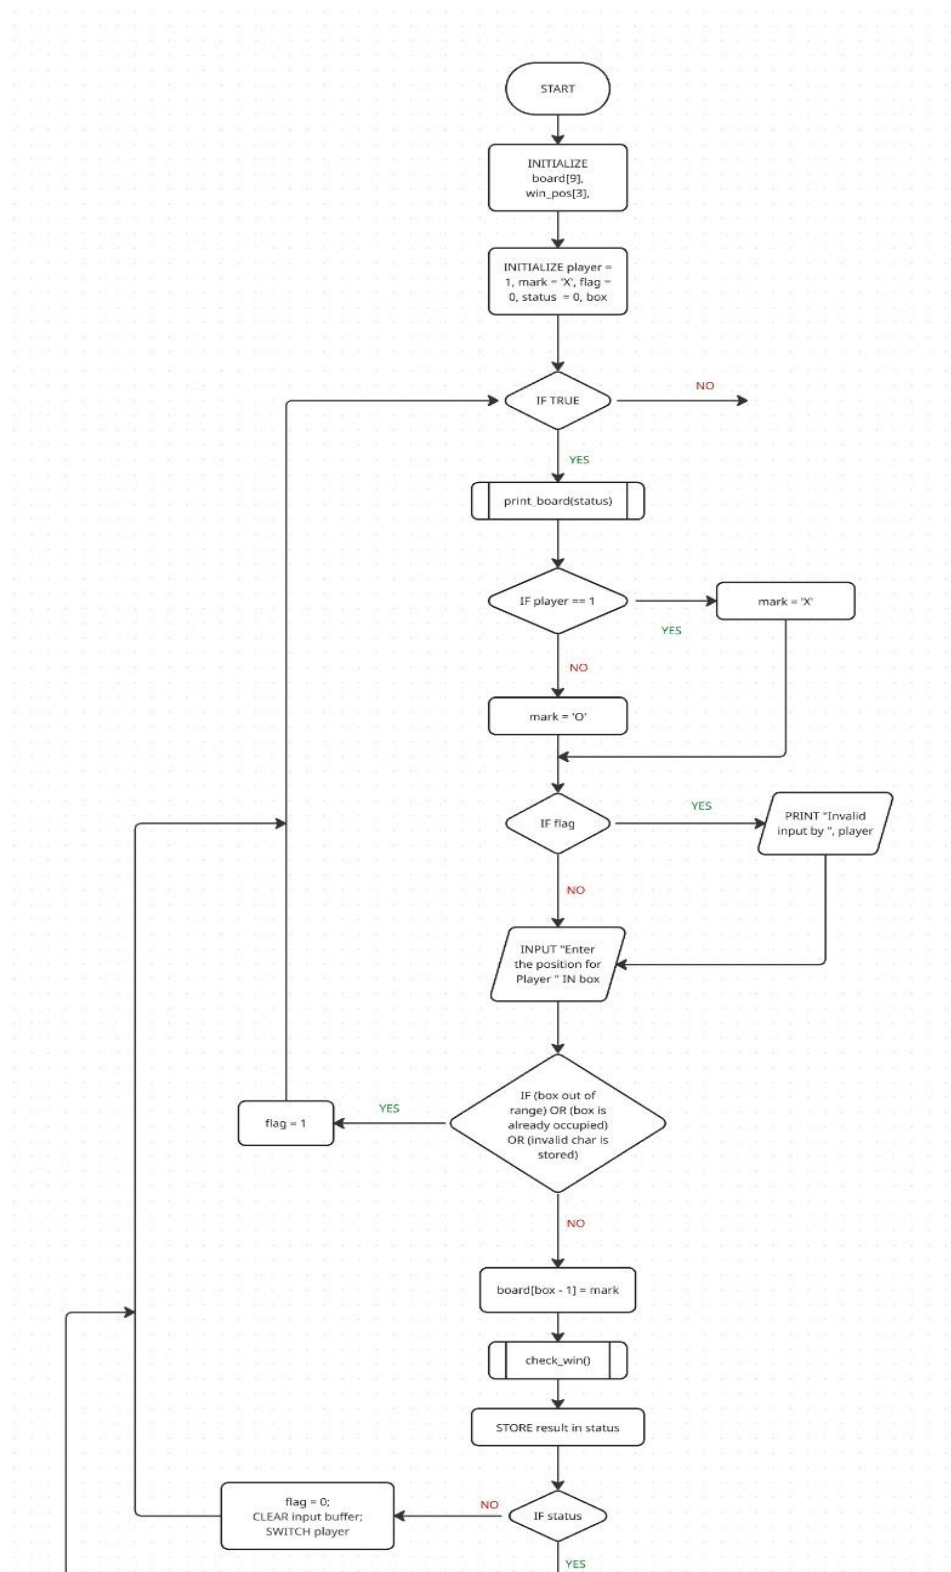 START
INITIALIZE
board[9],
win_pos[3],
INITIALIZE player =
1, mark = 'X', flag =
0, status = 0, box
IF TRUE
NO
YES
print_board(status)
IF player == 1
YES
mark = 'X'
NO
mark = 'O'
IF flag
YES
PRINT "Invalid
input by ", player
NO
INPUT "Enter
the position for
Player " IN box
IF (box out of
range) OR (box is
already occupied)
OR (invalid char is
stored)
YES
flag = 1
NO
board[box - 1] = mark
check_win()
STORE result in status
IF status
NO
flag = 0;
CLEAR input buffer;
SWITCH player
YES